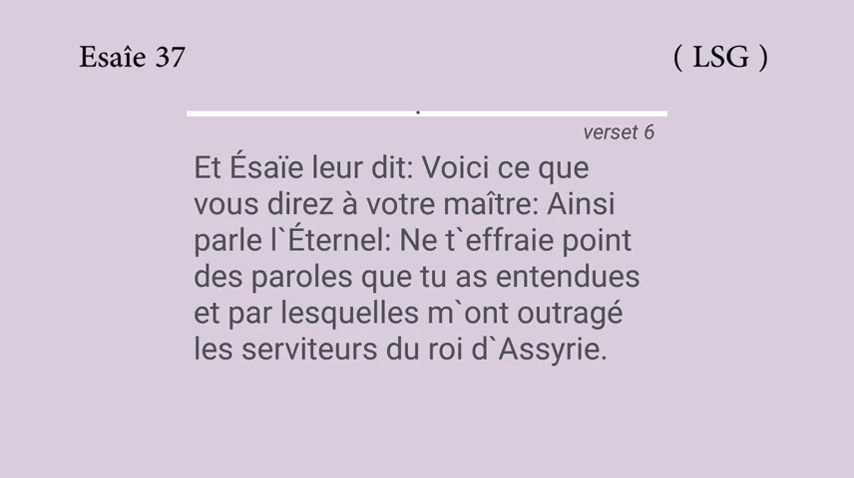 Esaîe 37
( LSG )
verset 6
Et Ésaïe leur dit: Voici ce que
vous direz à votre maître: Ainsi
parle l`Éternel: Ne t`effraie point
des paroles que tu as entendues
et par lesquelles m`ont outragé
les serviteurs du roi d`Assyrie.